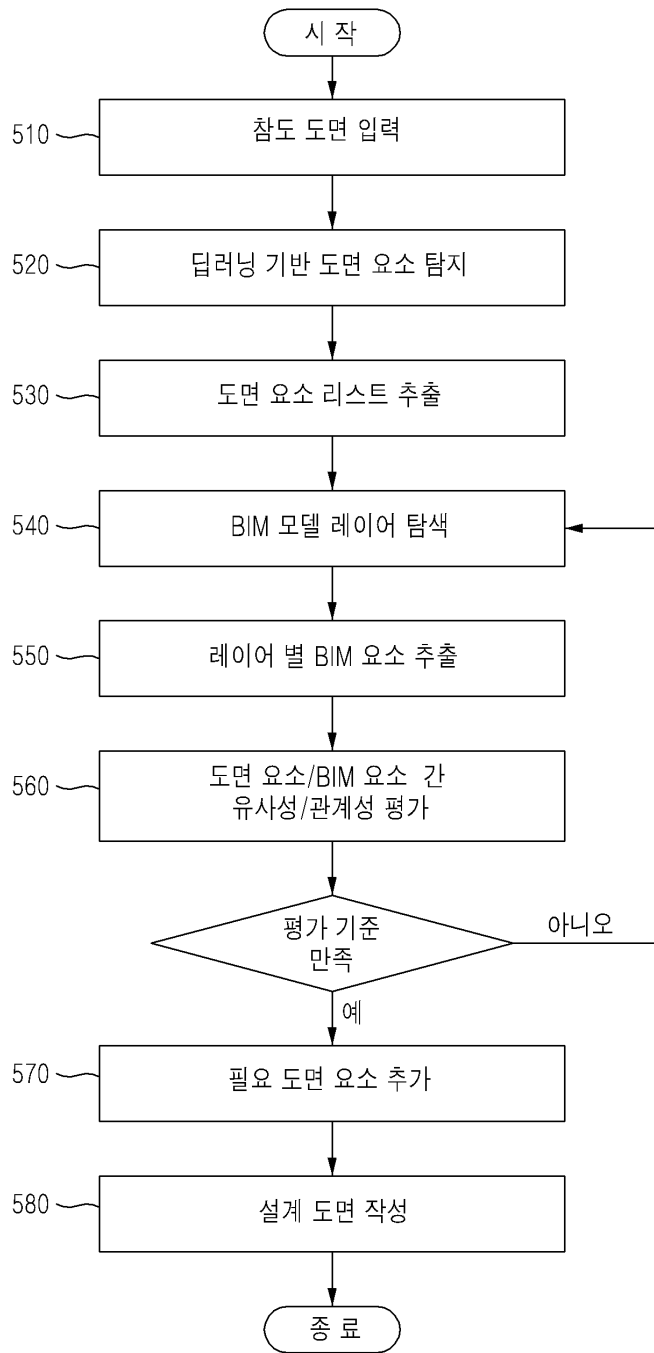 시 작
510
참도 도면 입력
520
딥러닝 기반 도면 요소 탐지
530
도면 요소 리스트 추출
540
BIM 모델 레이어 탐색
550
레이어 별 BIM 요소 추출
560
도면 요소/BIM 요소 간
유사성/관계성 평가
평가 기준
만족
아니오
예
570
필요 도면 요소 추가
580
설계 도면 작성
종 료